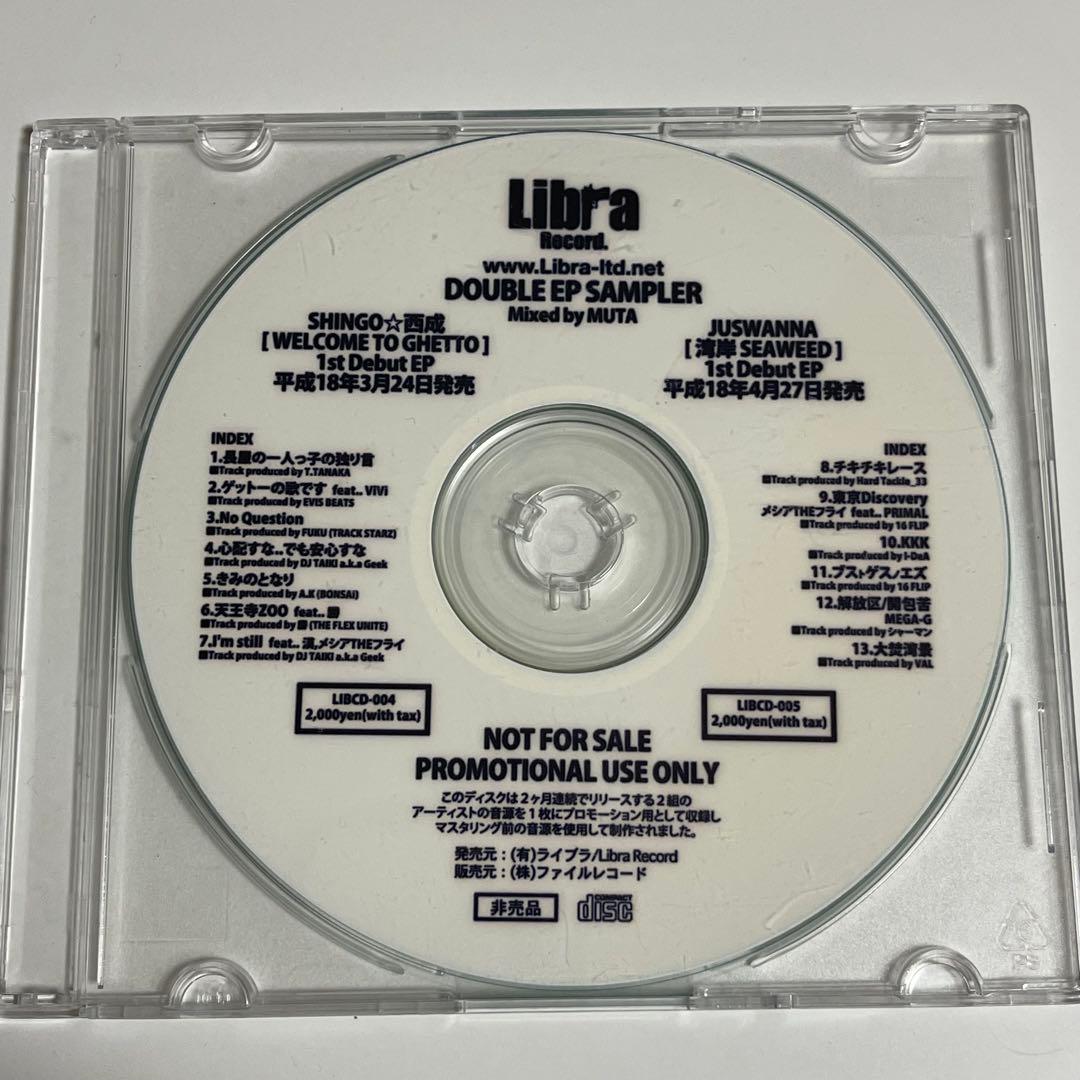 Libra
Record.
www.Libra-ltd.net
DOUBLE EP SAMPLER
Mixed by MUTA
SHINGO☆西成
[ WELCOME TO GHETTO ]
1st Debut EP
平成18年3月24日発売
JUSWANNA
[ 湾岸 SEAWEED ]
1st Debut EP
平成18年4月27日発売
INDEX
1.長屋の一人っ子の独り言
■Track produced by T.TANAKA
2.ゲットーの歌です feat.. ViVi
■Track produced by EVIS BEATS
3.No Question
■Track produced by FUKU (TRACK STARZ)
4.心配すな..でも安心すな
■Track produced by DJ TAIKI a.k.a Geek
5.きみのとなり
■Track produced by A.K (BONSAI)
6.天王寺ZOO feat.. 勝
■Track produced by 勝 (THE FLEX UNITE)
7.I'm still feat.. 漢,メシアTHEフライ
■Track produced by DJ TAIKI a.k.a Geek
INDEX
8.チキチキレース
■Track produced by Hard Tackle_33
9.東京Discovery
メシアTHEフライ feat.. PRIMAL
■Track produced by 16 FLIP
10.KKK
■Track produced by I-DeA
11.ブストゲスノエズ
■Track produced by 16 FLIP
12.解放区/開包苦
MEGA-G
■Track produced by シャーマン
13.大焚湾景
■Track produced by VAL
LIBCD-004
2,000yen(with tax)
LIBCD-005
2,000yen(with tax)
NOT FOR SALE
PROMOTIONAL USE ONLY
このディスクは2ヶ月連続でリリースする2組の
アーティストの音源を1枚にプロモーション用として収録し
マスタリング前の音源を使用して制作されました。
発売元：(有)ライブラ/Libra Record
販売元：(株)ファイルレコード
非売品
COMPACT
disc